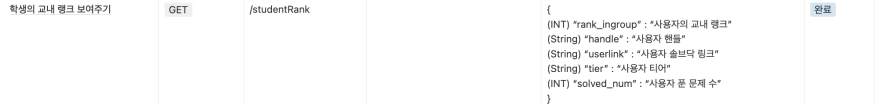 학생의 교내 랭크 보여주기 GET /studentRank { 완료
(INT) “rank_ingroup” : “사용자의 교내 랭크”
(String) “handle” : “사용자 핸들”
(String) “userlink” : “사용자 솔브닥 링크”
(String) “tier” : “사용자 티어”
(INT) “solved_num” : “사용자 푼 문제 수”
}